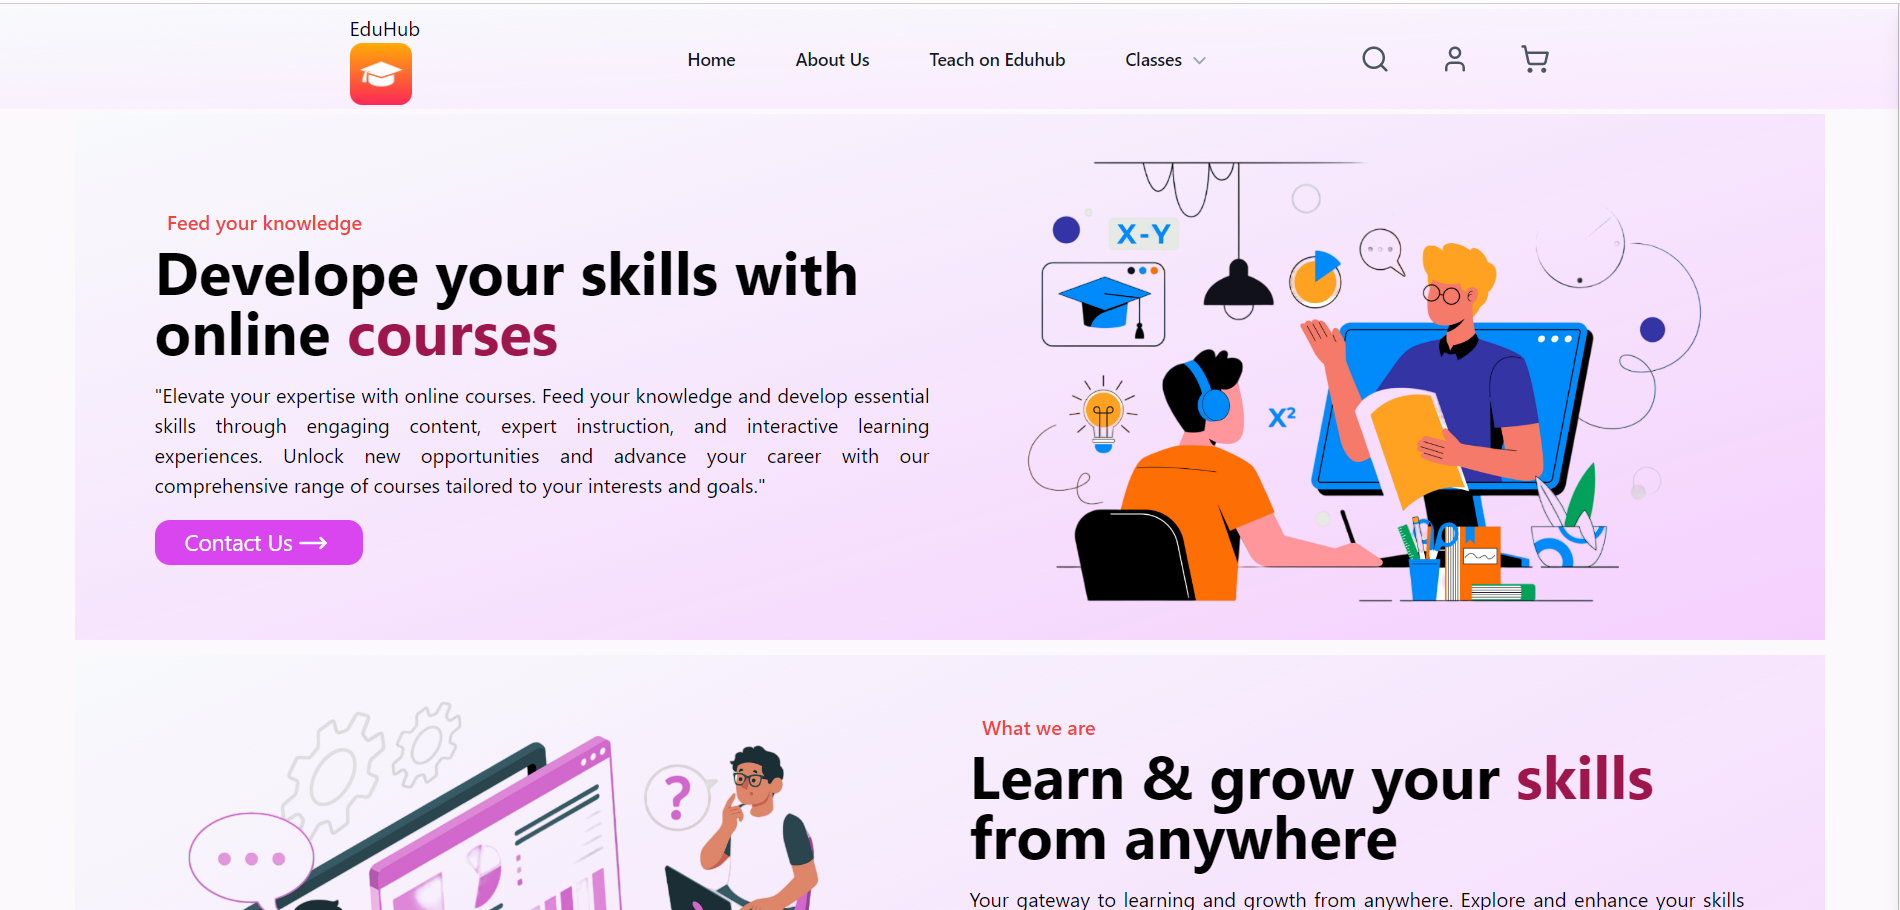 EduHub
Home
About Us
Teach on Eduhub
Classes
Feed your knowledge
Develope your skills with
online courses
"Elevate your expertise with online courses. Feed your knowledge and develop essential
skills through engaging content, expert instruction, and interactive learning
experiences. Unlock new opportunities and advance your career with our
comprehensive range of courses tailored to your interests and goals."
Contact Us
X-Y
X²
?
What we are
Learn & grow your skills
from anywhere
Your gateway to learning and growth from anywhere. Explore and enhance your skills